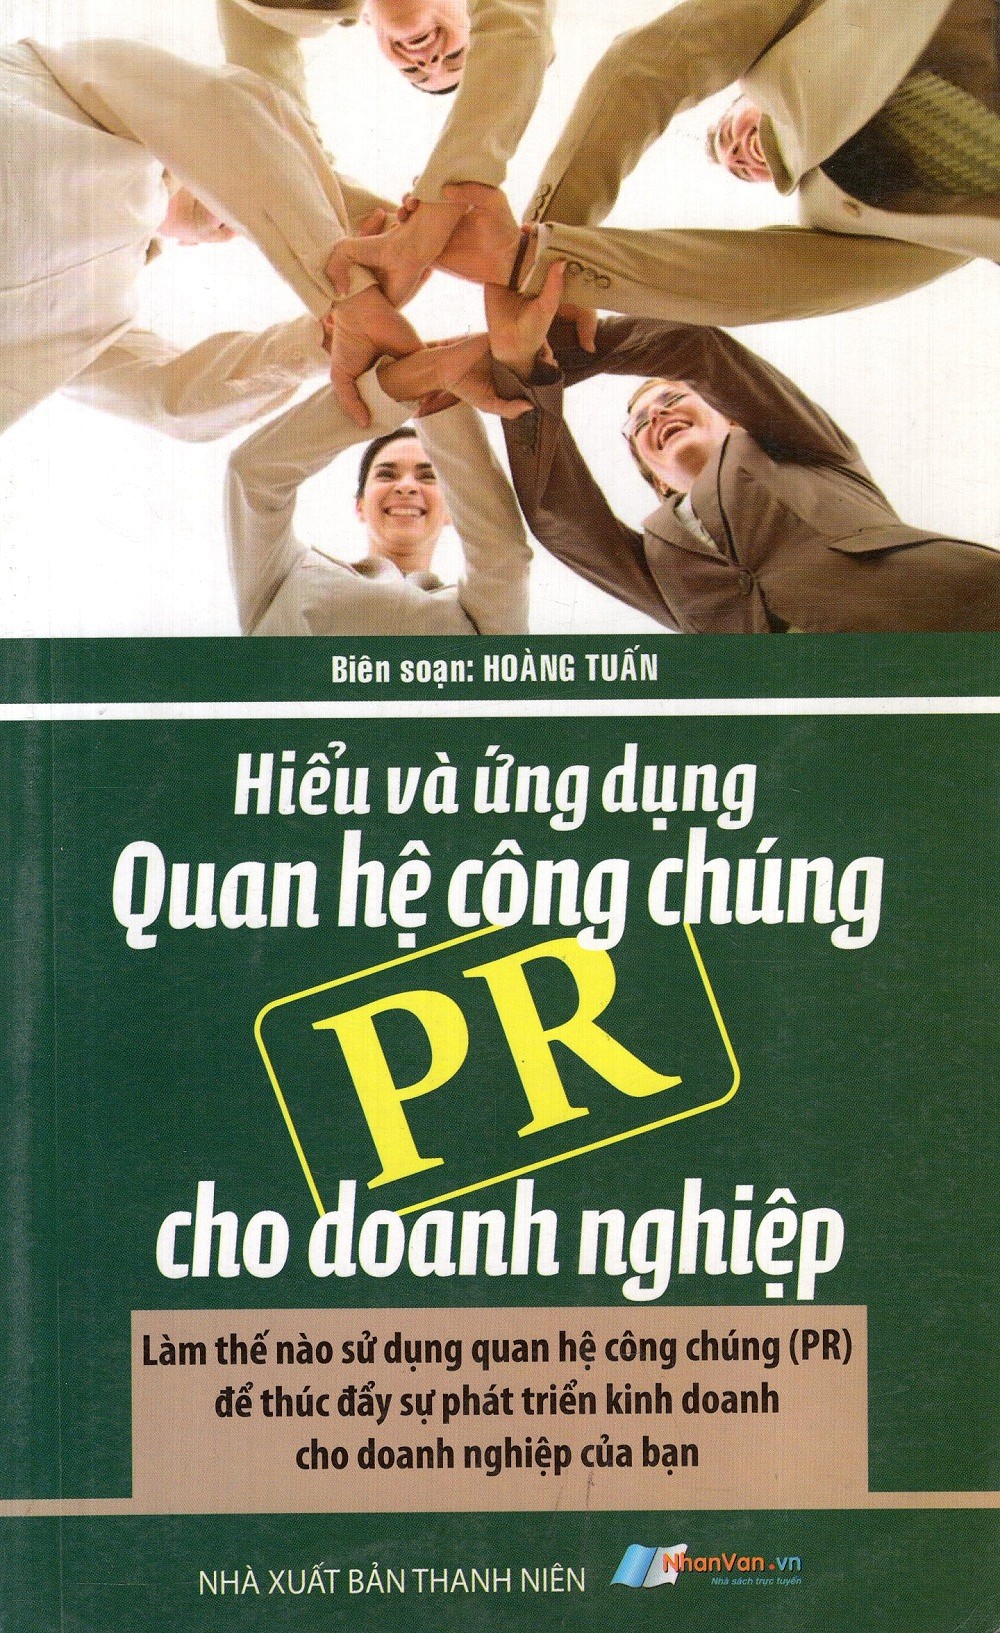 Biên soạn: HOÀNG TUẤN
Hiểu và ứng dụng
Quan hệ công chúng
PR
cho doanh nghiệp
Làm thế nào sử dụng quan hệ công chúng (PR)
để thúc đẩy sự phát triển kinh doanh
cho doanh nghiệp của bạn
NHÀ XUẤT BẢN THANH NIÊN
NhanVan.vn
Nhà sách trực tuyến